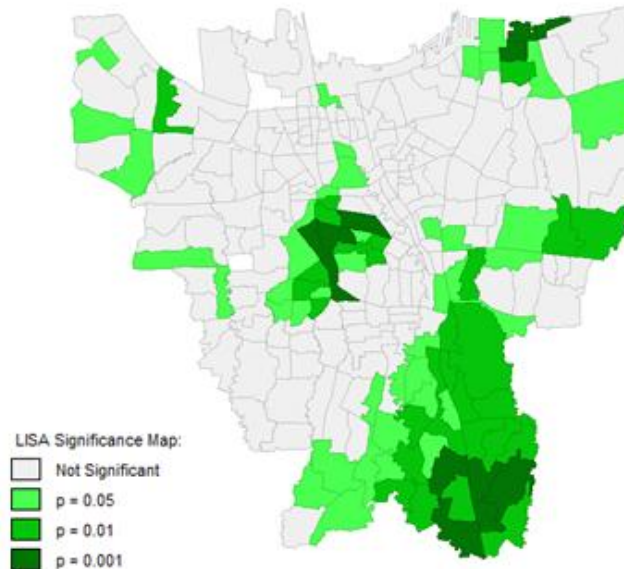 LISA Significance Map:
Not Significant
p = 0.05
p = 0.01
p = 0.001